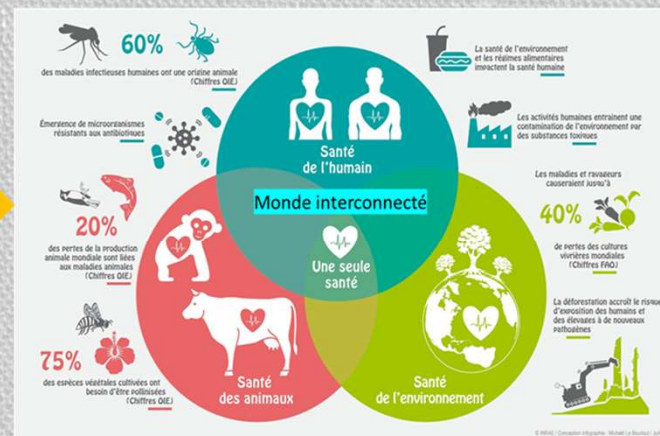 60%
des maladies infectieuses humaines ont une origine animale
(Chiffres OIE)
Émergence de microorganismes
résistants aux antibiotiques
20%
des pertes de la production
animale mondiale sont liées
aux maladies animales
(Chiffres OIE)
75%
des espèces végétales cultivées ont
besoin d'être pollinisées
(Chiffres OIE)
Santé
de l'humain
Monde interconnecté
Une seule
santé
Santé
des animaux
Santé
de l'environnement
La santé de l'environnement
et les régimes alimentaires
impactent la santé humaine
Les activités humaines entrainent une
contamination de l'environnement par
des substances toxiques
Les maladies et ravageurs
causeraient jusqu'à
40%
de pertes des cultures
vivrières mondiales
(Chiffres FAO)
La déforestation accroît le risque
d'exposition des humains et
des élevages à de nouveaux
pathogènes
© INRAE / Conception infographie : Michaël Le Bourlout /